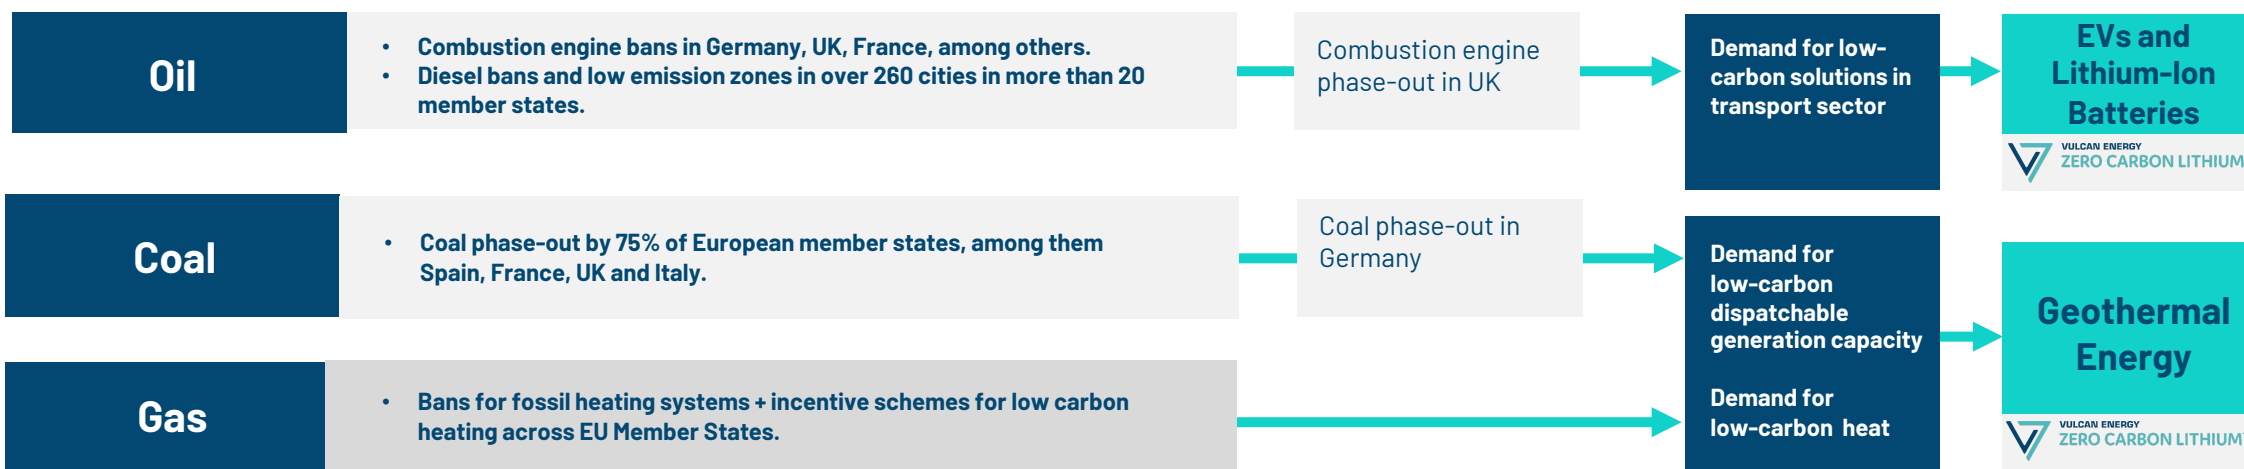 Oil
• Combustion engine bans in Germany, UK, France, among others.
• Diesel bans and low emission zones in over 260 cities in more than 20
member states.
Combustion engine
phase-out in UK
Demand for low-
carbon solutions in
transport sector
EVs and
Lithium-Ion
Batteries
VULCAN ENERGY
ZERO CARBON LITHIUM
Coal
• Coal phase-out by 75% of European member states, among them
Spain, France, UK and Italy.
Coal phase-out in
Germany
Demand for
low-carbon
dispatchable
generation capacity
Demand for
low-carbon heat
Geothermal
Energy
VULCAN ENERGY
ZERO CARBON LITHIUM
Gas
• Bans for fossil heating systems + incentive schemes for low carbon
heating across EU Member States.